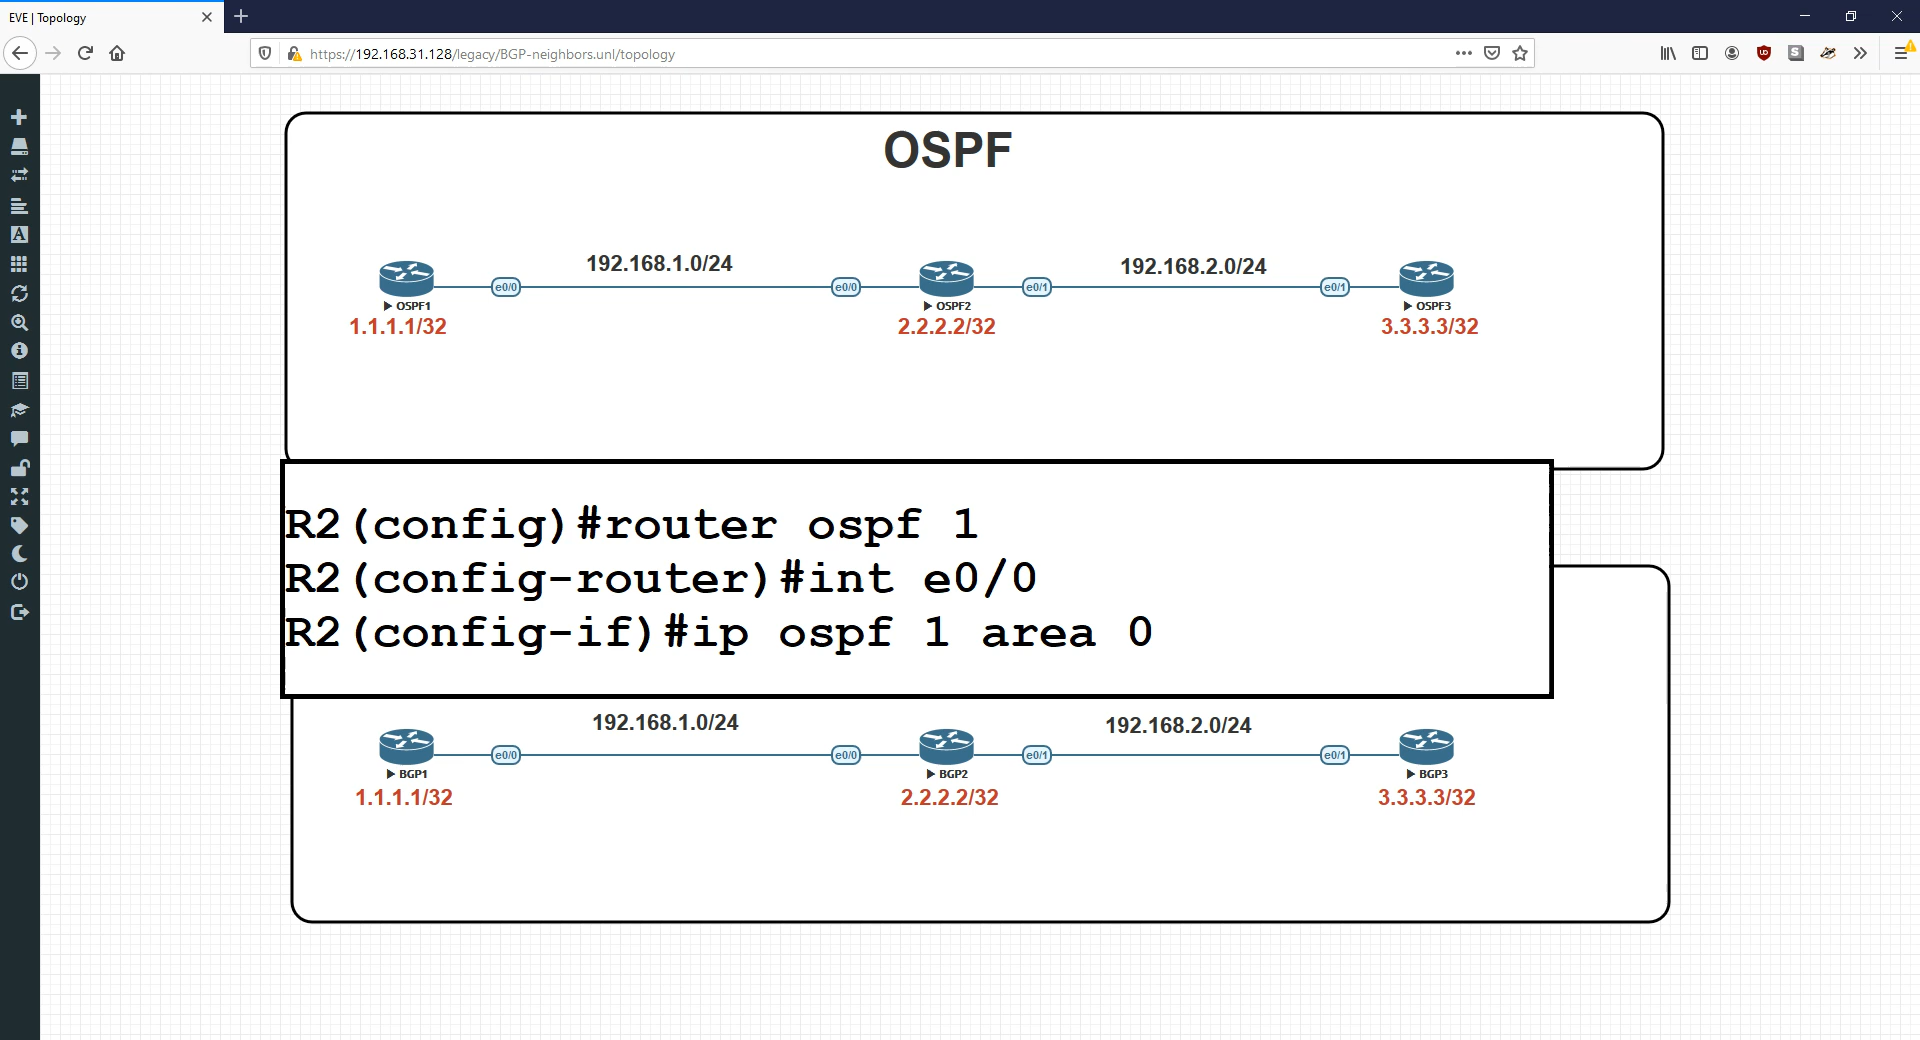 EVE | Topology
https://192.168.31.128/legacy/BGP-neighbors.unl/topology
OSPF
192.168.1.0/24
192.168.2.0/24
e0/0
e0/0
e0/1
e0/1
OSPF1
OSPF2
OSPF3
1.1.1.1/32
2.2.2.2/32
3.3.3.3/32
R2(config)#router ospf 1
R2(config-router)#int e0/0
R2(config-if)#ip ospf 1 area 0
192.168.1.0/24
192.168.2.0/24
e0/0
e0/0
e0/1
e0/1
BGP1
BGP2
BGP3
1.1.1.1/32
2.2.2.2/32
3.3.3.3/32